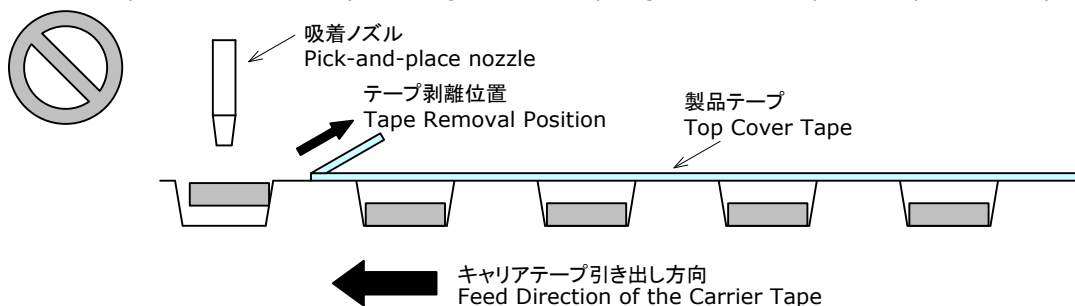 吸着ノズル
Pick-and-place nozzle
テープ剥離位置
Tape Removal Position
製品テープ
Top Cover Tape
キャリアテープ引き出し方向
Feed Direction of the Carrier Tape